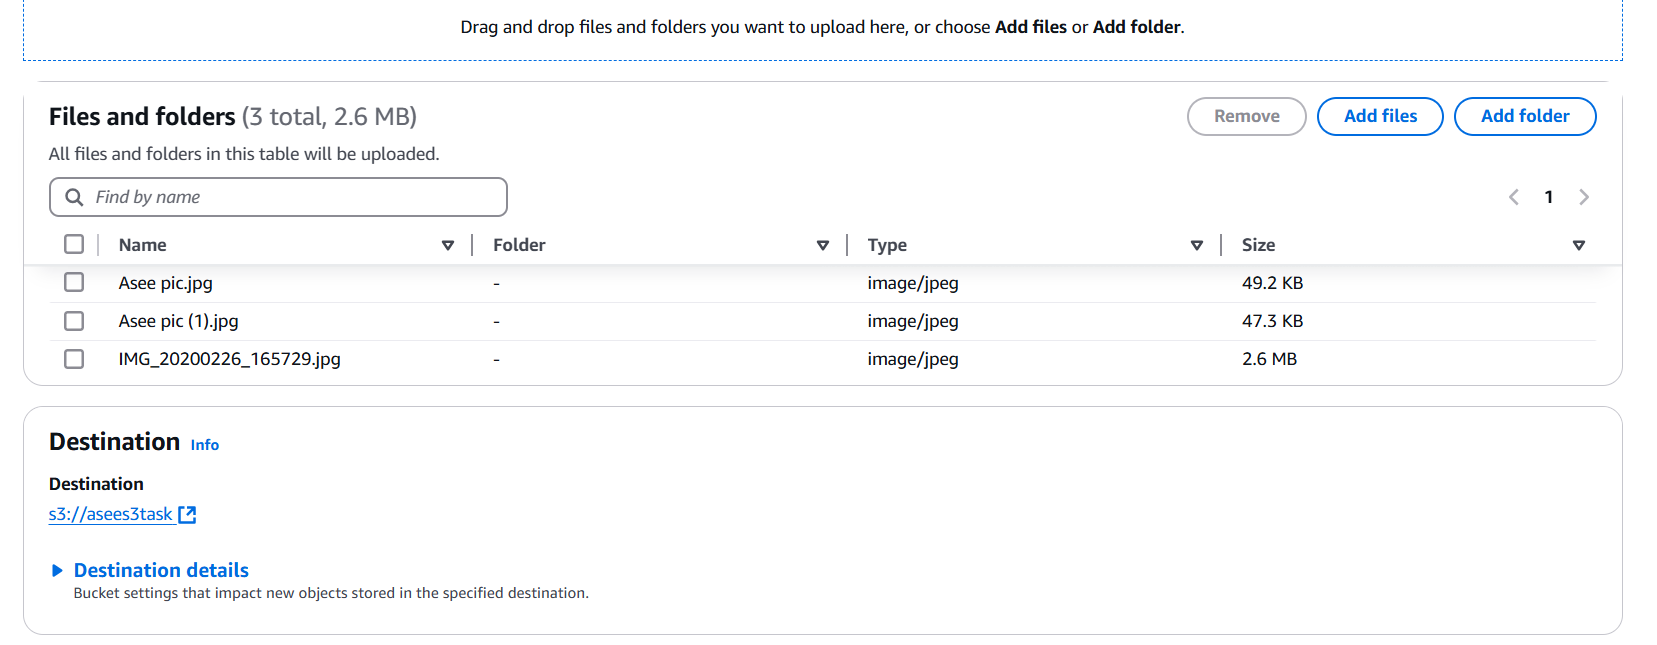 Drag and drop files and folders you want to upload here, or choose Add files or Add folder.
Files and folders (3 total, 2.6 MB)
Remove
Add files
Add folder
All files and folders in this table will be uploaded.
Find by name
1
Name Folder Type Size
Asee pic.jpg - image/jpeg 49.2 KB
Asee pic (1).jpg - image/jpeg 47.3 KB
IMG_20200226_165729.jpg - image/jpeg 2.6 MB
Destination Info
Destination
s3://asees3task
Destination details
Bucket settings that impact new objects stored in the specified destination.